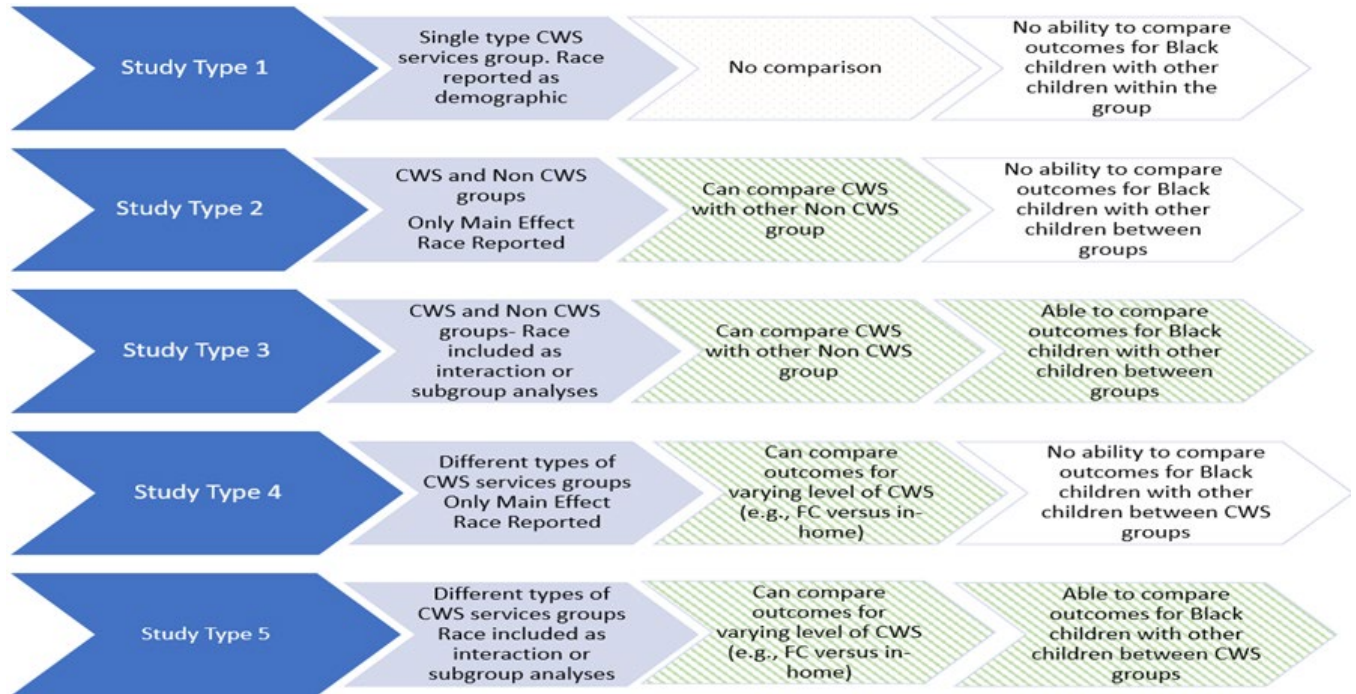 Study Type 1
Single type CWS
services group. Race
reported as
demographic
No comparison
No ability to compare
outcomes for Black
children with other
children within the
group
Study Type 2
CWS and Non CWS
groups
Only Main Effect
Race Reported
Can compare CWS
with other Non CWS
group
No ability to compare
outcomes for Black
children with other
children between
groups
Study Type 3
CWS and Non CWS
groups- Race
included as
interaction or
subgroup analyses
Can compare CWS
with other Non CWS
group
Able to compare
outcomes for Black
children with other
children between
groups
Study Type 4
Different types of
CWS services groups
Only Main Effect
Race Reported
Can compare
outcomes for
varying level of CWS
(e.g., FC versus in-
home)
No ability to compare
outcomes for Black
children with other
children between CWS
groups
Study Type 5
Different types of
CWS services groups
Race included as
interaction or
subgroup analyses
Can compare
outcomes for
varying level of CWS
(e.g., FC versus in-
home)
Able to compare
outcomes for Black
children with other
children between CWS
groups